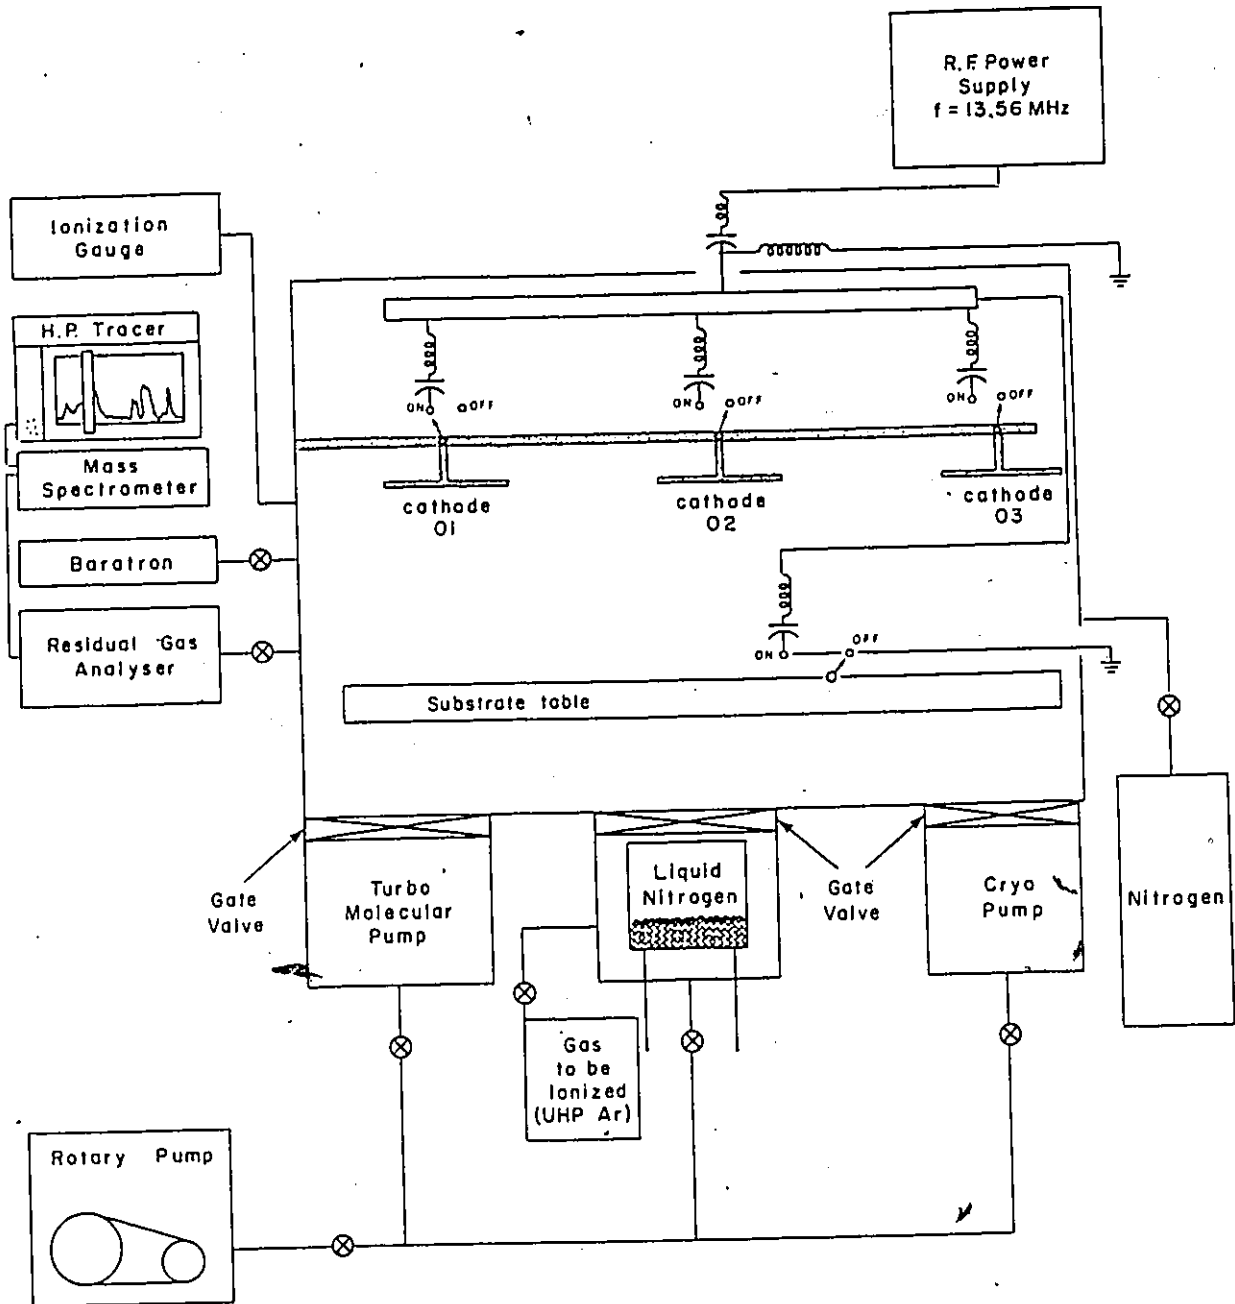 R.F. Power
Supply
f = 13.56 MHz
Ionization
Gauge
H.P. Tracer
ON
OFF
ON
OFF
ON
OFF
Mass
Spectrometer
cathode
01
cathode
02
cathode
03
Baratron
Residual Gas
Analyser
ON
OFF
Substrate table
Gate
Valve
Turbo
Molecular
Pump
Liquid
Nitrogen
Gate
Valve
Cryo
Pump
Nitrogen
Gas
to be
Ionized
(UHP Ar)
Rotary Pump